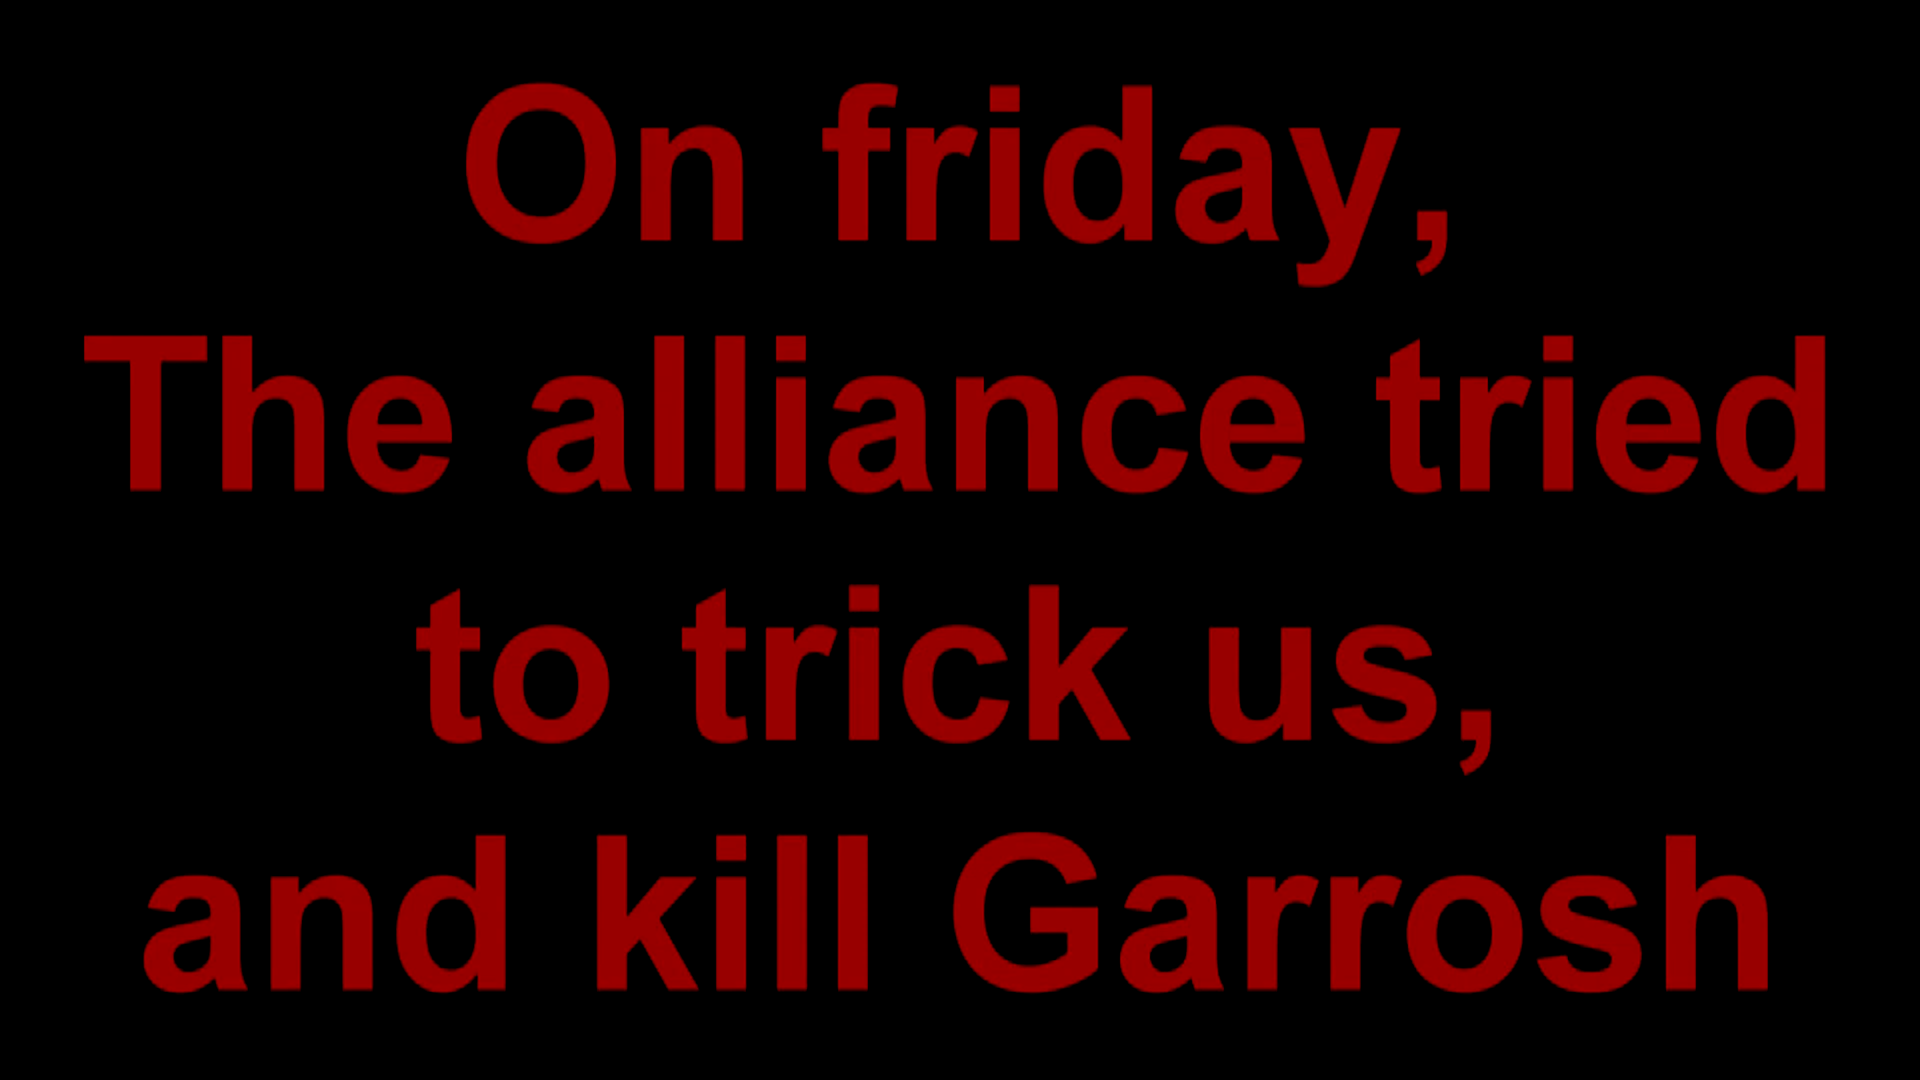 On friday,
The alliance tried
to trick us,
and kill Garrosh